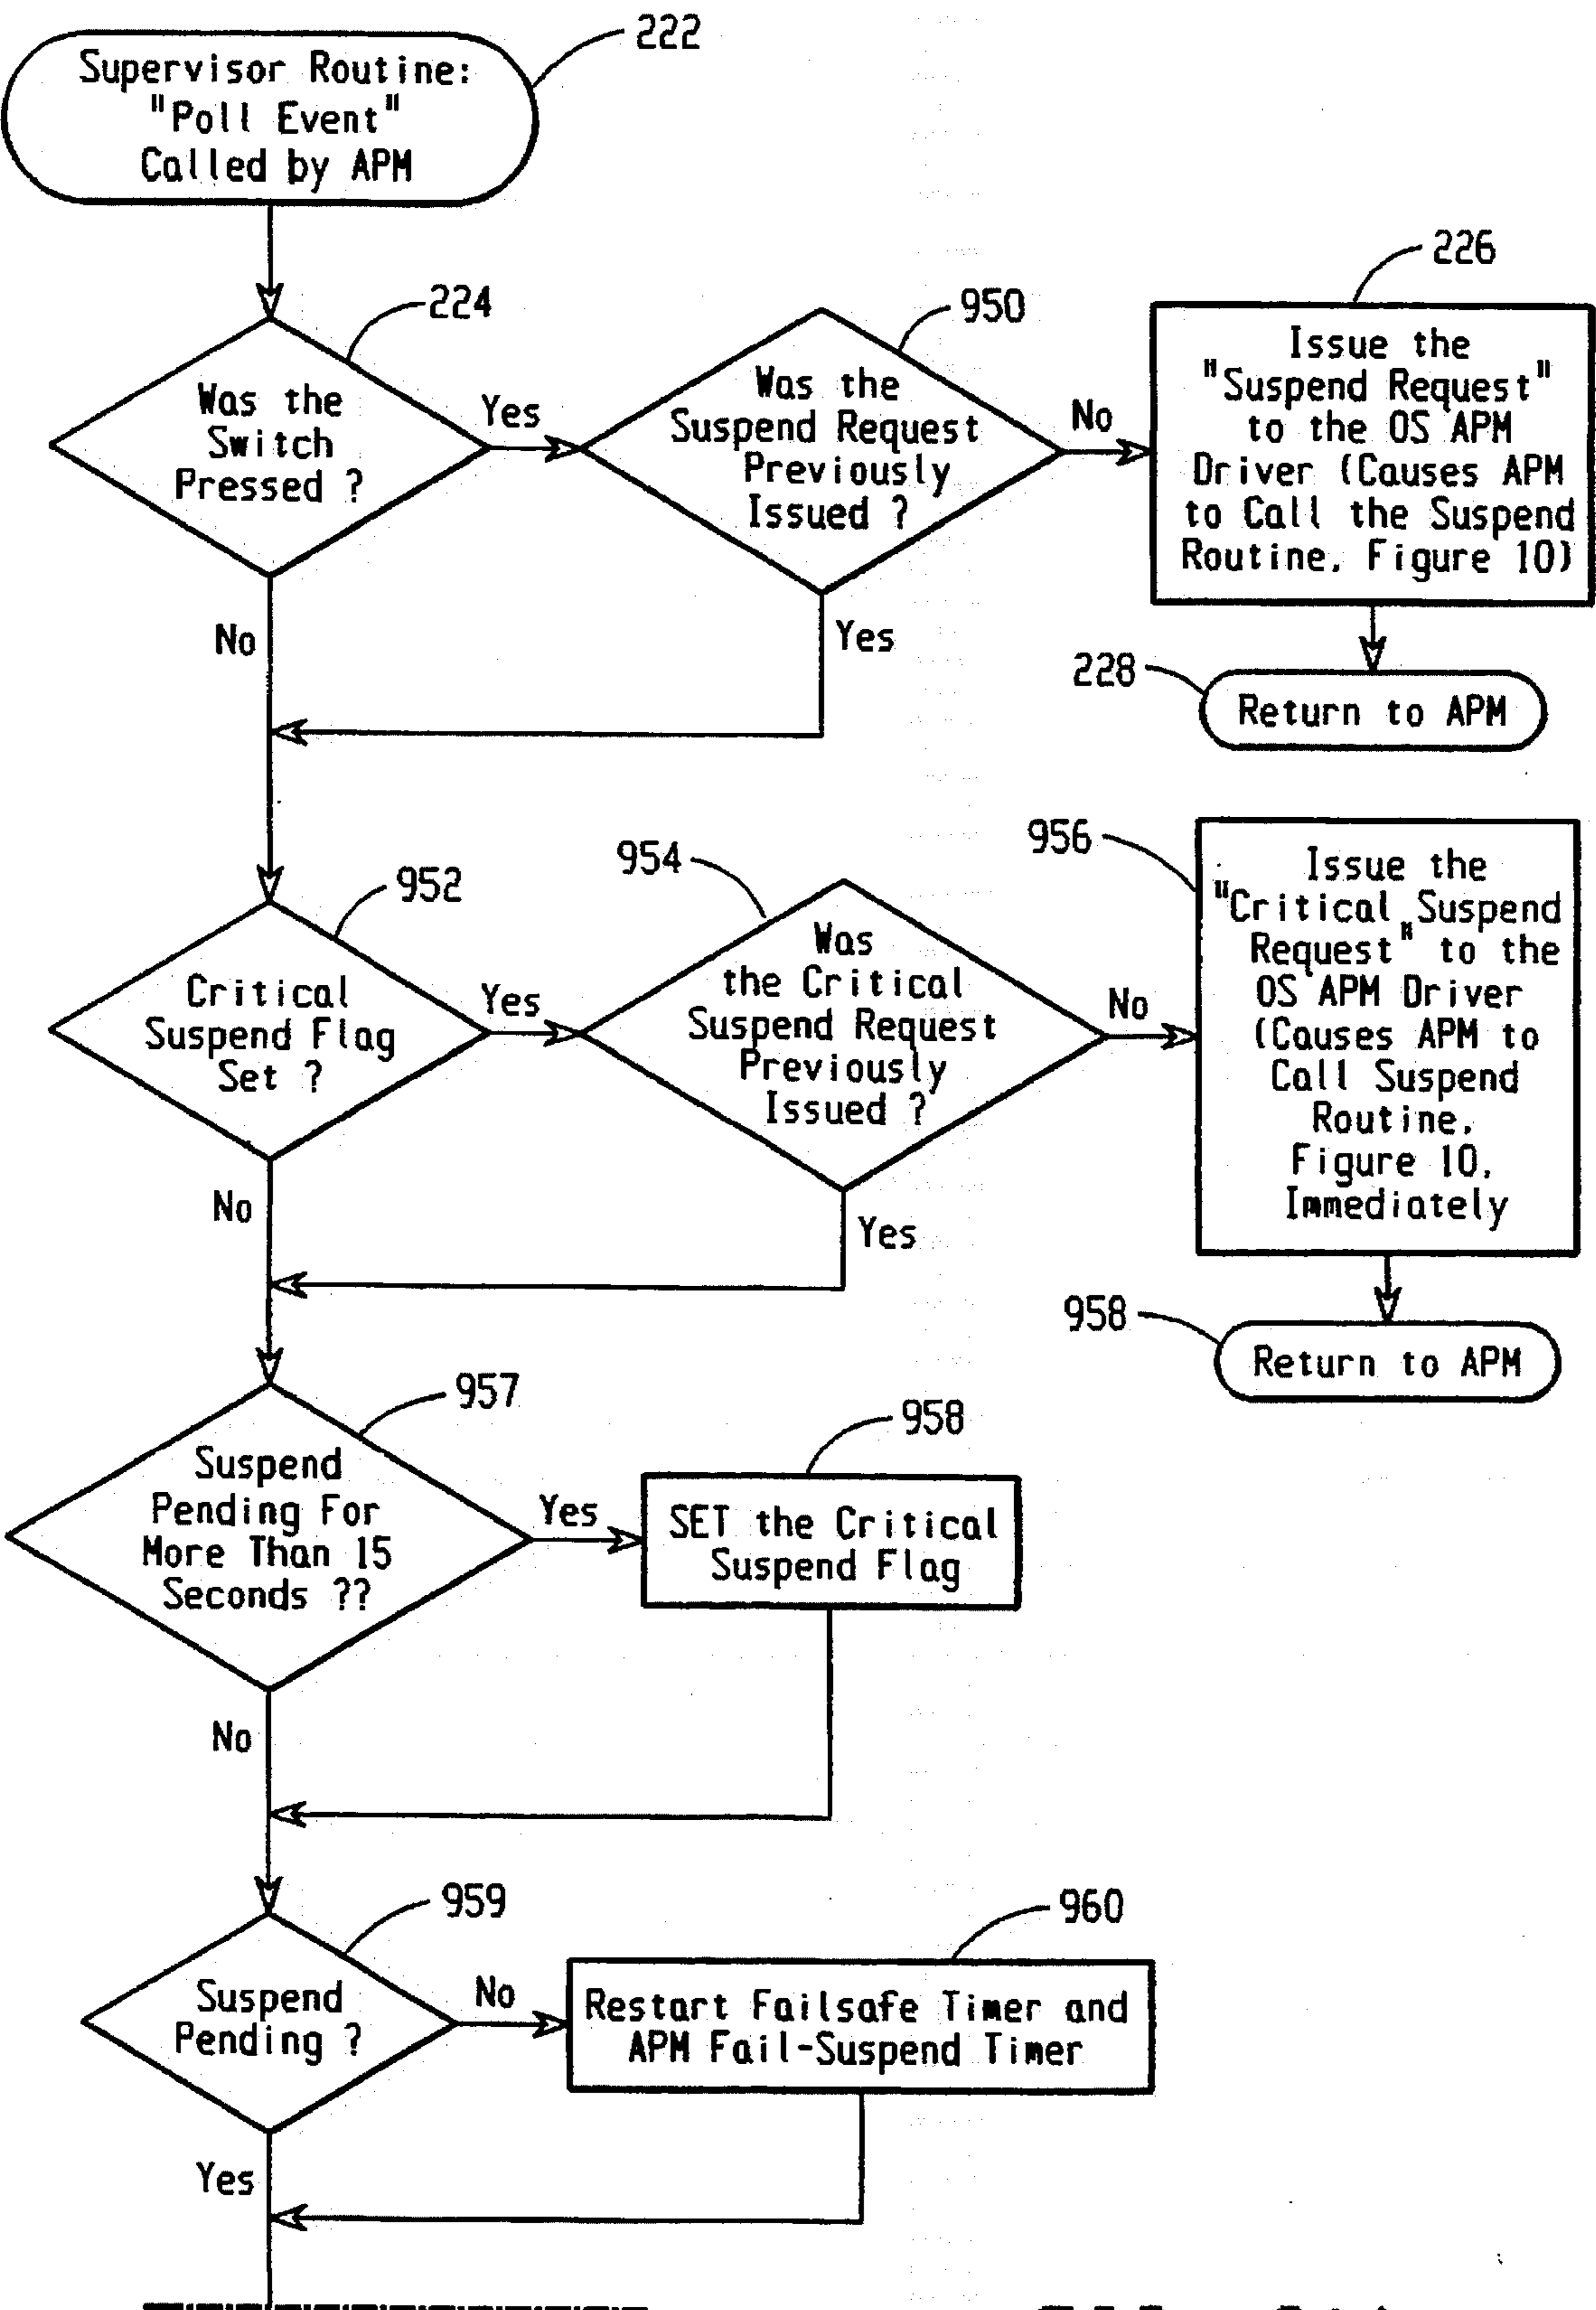 222
Supervisor Routine:
"Poll Event"
Called by APM
224
Was the
Switch
Pressed ?
Yes
No
950
Was the
Suspend Request
Previously
Issued ?
No
Yes
226
Issue the
"Suspend Request"
to the OS APM
Driver (Causes APM
to Call the Suspend
Routine. Figure 10)
228
Return to APM
952
Critical
Suspend Flag
Set ?
Yes
No
954
Was
the Critical
Suspend Request
Previously
Issued ?
No
Yes
956
Issue the
"Critical Suspend
Request" to the
OS APM Driver
(Causes APM to
Call Suspend
Routine.
Figure 10.
Immediately
958
Return to APM
957
Suspend
Pending For
More Than 15
Seconds ??
Yes
No
958
SET the Critical
Suspend Flag
959
Suspend
Pending ?
No
Yes
960
Restart Failsafe Timer and
APM Fail-Suspend Timer